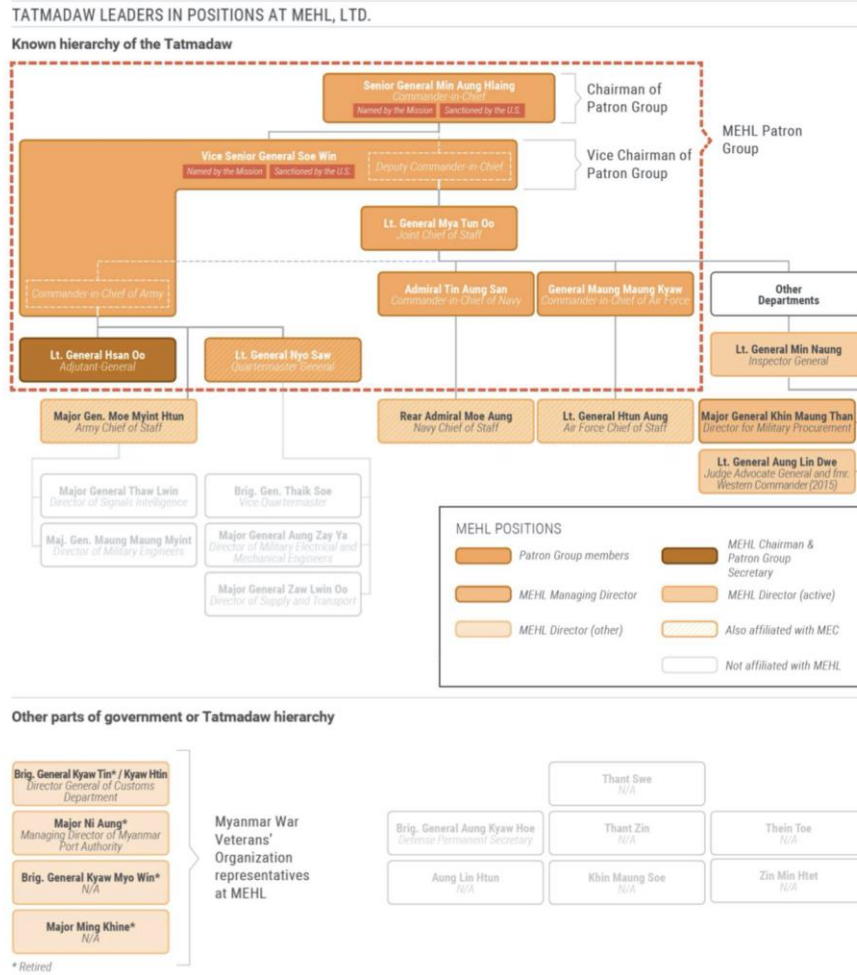 TATMADAW LEADERS IN POSITIONS AT MEHL, LTD.
Known hierarchy of the Tatmadaw
Senior General Min Aung Hlaing
Commander-in-Chief
Named by the Mission
Sanctioned by the U.S.
Chairman of
Patron Group
MEHL Patron
Group
Vice Senior General Soe Win
Named by the Mission
Sanctioned by the U.S.
Deputy Commander-in-Chief
Vice Chairman of
Patron Group
Lt. General Mya Tun Oo
Joint Chief of Staff
Commander-in-Chief of Army
Admiral Tin Aung San
Commander-in-Chief of Navy
General Maung Maung Kyaw
Commander-in-Chief of Air Force
Other
Departments
Lt. General Hsan Oo
Adjutant-General
Lt. General Nyo Saw
Quartermaster General
Lt. General Min Naung
Inspector General
Major Gen. Moe Myint Htun
Army Chief of Staff
Rear Admiral Moe Aung
Navy Chief of Staff
Lt. General Htun Aung
Air Force Chief of Staff
Major General Khin Maung Than
Director for Military Procurement
Lt. General Aung Lin Dwe
Judge Advocate General and fmr.
Western Commander (2015)
Major General Thaw Lwin
Director of Signals Intelligence
Brig. Gen. Thaik Soe
Vice Quartermaster
Maj. Gen. Maung Maung Myint
Director of Military Engineers
Major General Aung Zay Ya
Director of Military Electrical and
Mechanical Engineers
Major General Zaw Lwin Oo
Director of Supply and Transport
MEHL POSITIONS
Patron Group members
MEHL Chairman &
Patron Group
Secretary
MEHL Managing Director
MEHL Director (active)
MEHL Director (other)
Also affiliated with MEC
Not affiliated with MEHL
Other parts of government or Tatmadaw hierarchy
Brig. General Kyaw Tin* / Kyaw Htin
Director General of Customs
Department
Major Ni Aung*
Managing Director of Myanmar
Port Authority
Brig. General Kyaw Myo Win*
N/A
Major Ming Khine*
N/A
* Retired
Myanmar War
Veterans'
Organization
representatives
at MEHL
Thant Swe
N/A
Brig. General Aung Kyaw Hoe
Defense Permanent Secretary
Thant Zin
N/A
Thein Toe
N/A
Aung Lin Htun
N/A
Khin Maung Soe
N/A
Zin Min Htet
N/A